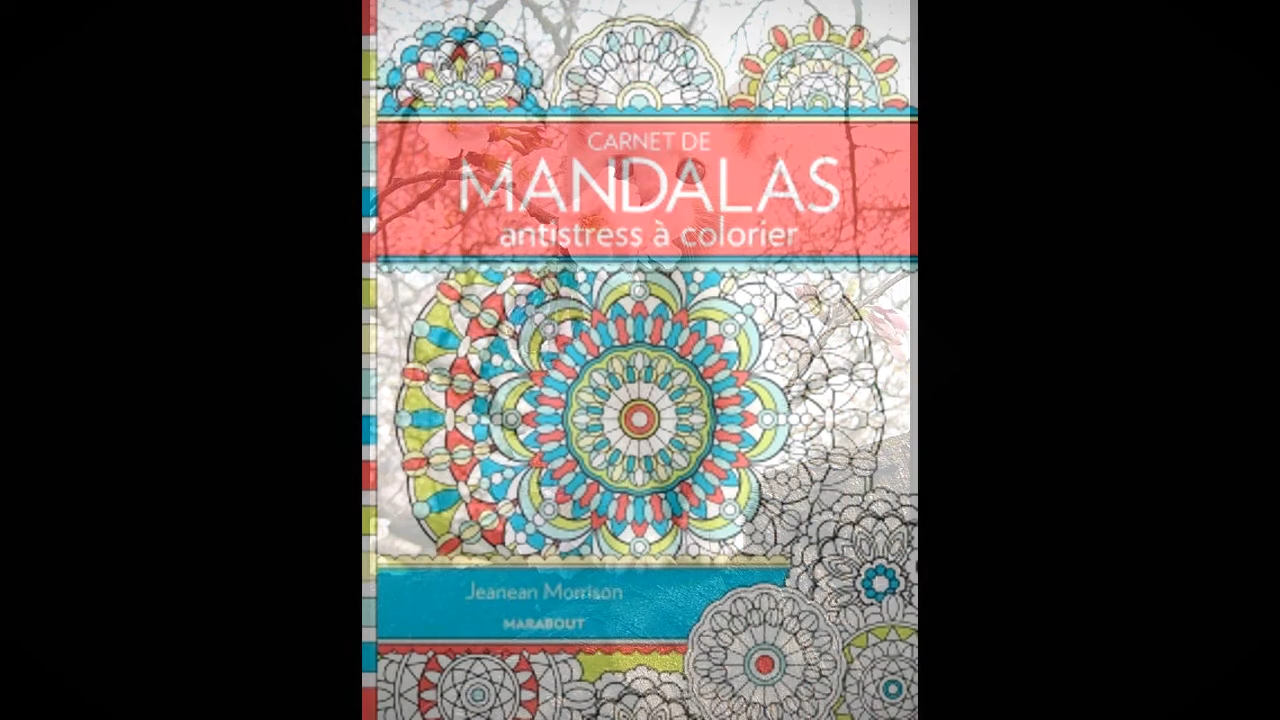 CARNET DE
MANDALAS
antistress à colorier
Jeanean Morrison
MARABOUT